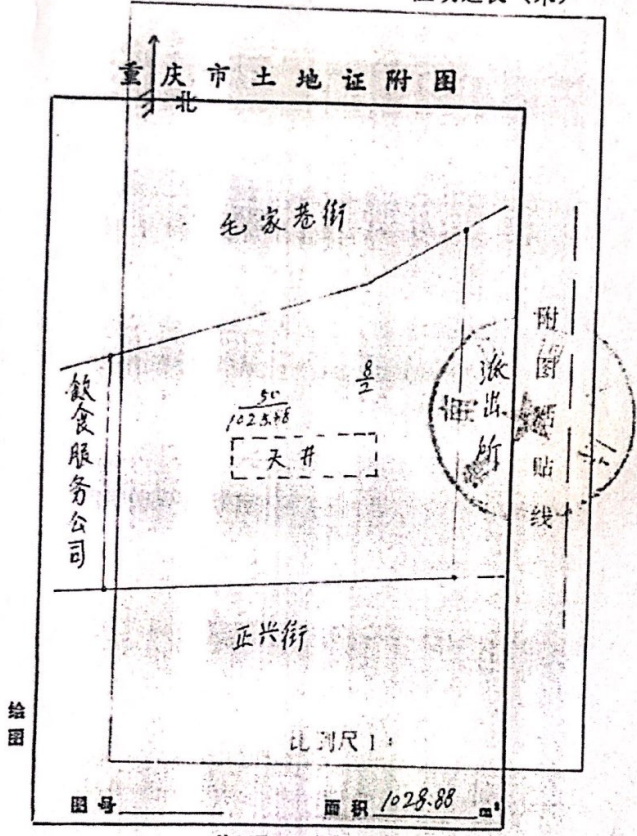 重庆市土地证附图
北
毛家巷街
飲食服务公司
50
8
2
天井
派出所
附图粘贴线
正兴街
比例尺1:
绘图
图号
面积 1028.88 m²